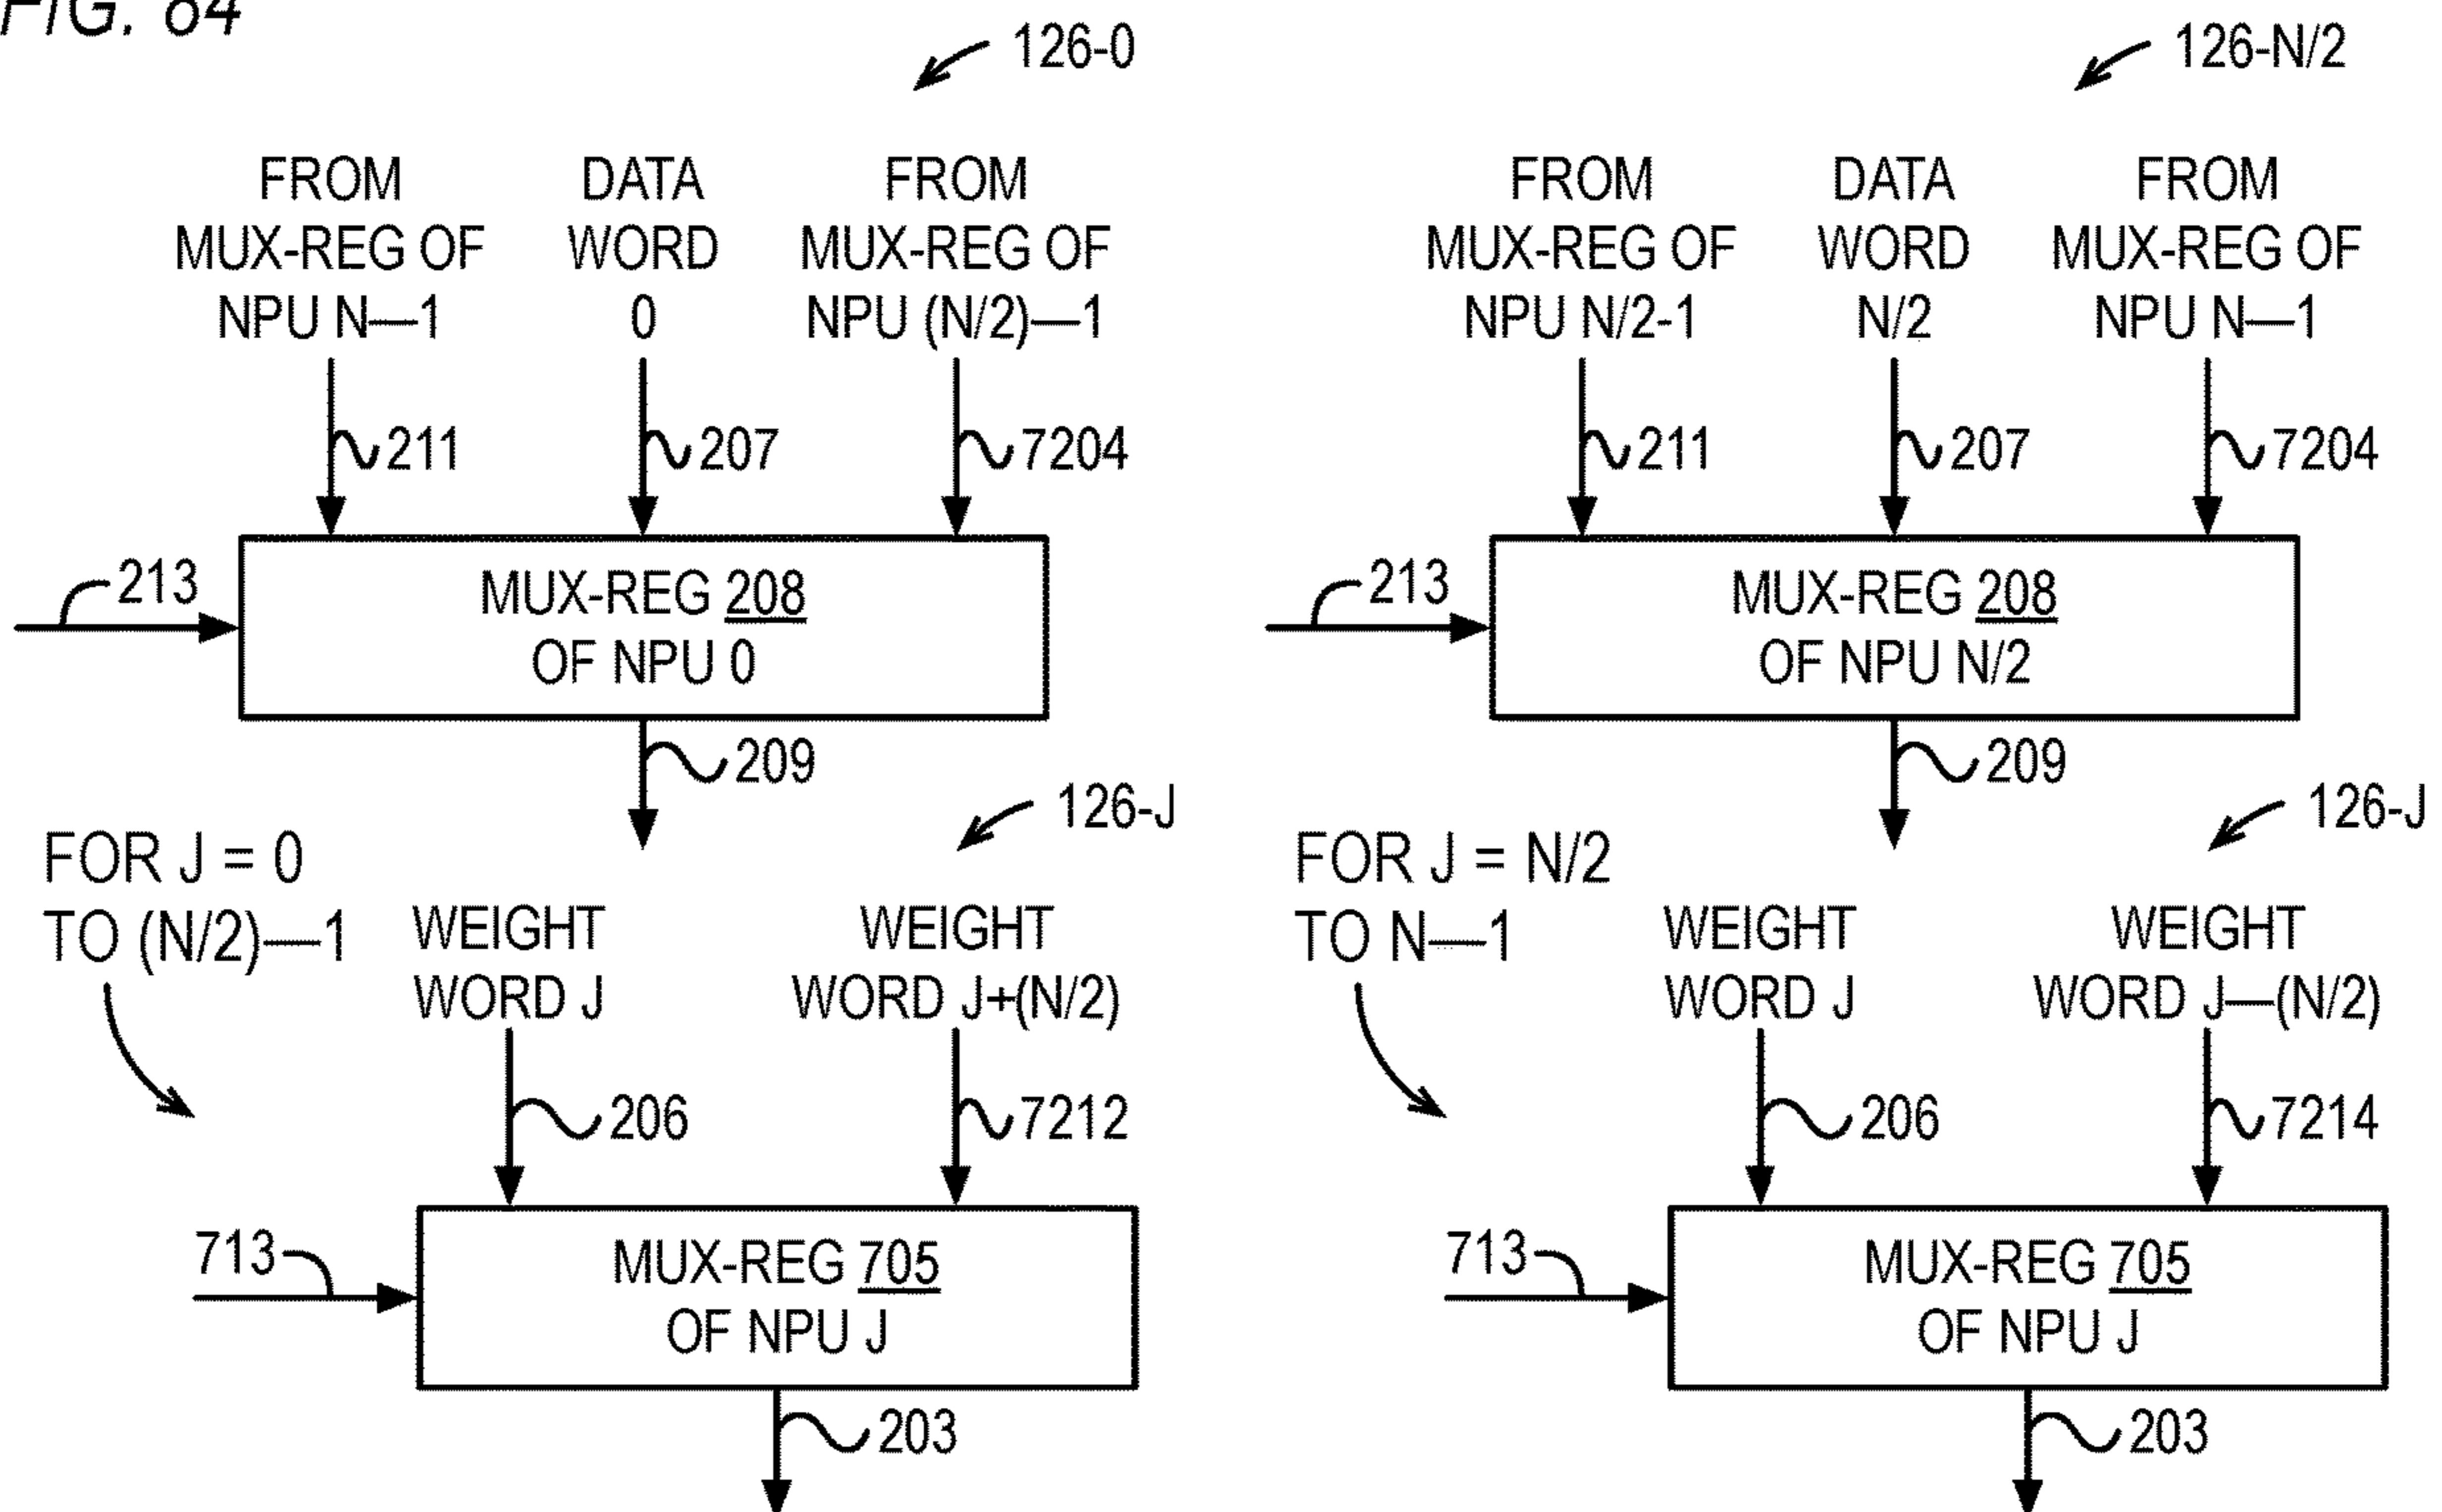 FIG. 84
126-0
FROM
MUX-REG OF
NPU N—1
DATA
WORD
0
FROM
MUX-REG OF
NPU (N/2)—1
211
207
7204
213
MUX-REG 208
OF NPU 0
209
126-N/2
FROM
MUX-REG OF
NPU N/2-1
DATA
WORD
N/2
FROM
MUX-REG OF
NPU N—1
211
207
7204
213
MUX-REG 208
OF NPU N/2
209
126-J
FOR J = 0
TO (N/2)—1
WEIGHT
WORD J
WEIGHT
WORD J+(N/2)
206
7212
713
MUX-REG 705
OF NPU J
203
126-J
FOR J = N/2
TO N—1
WEIGHT
WORD J
WEIGHT
WORD J—(N/2)
206
7214
713
MUX-REG 705
OF NPU J
203